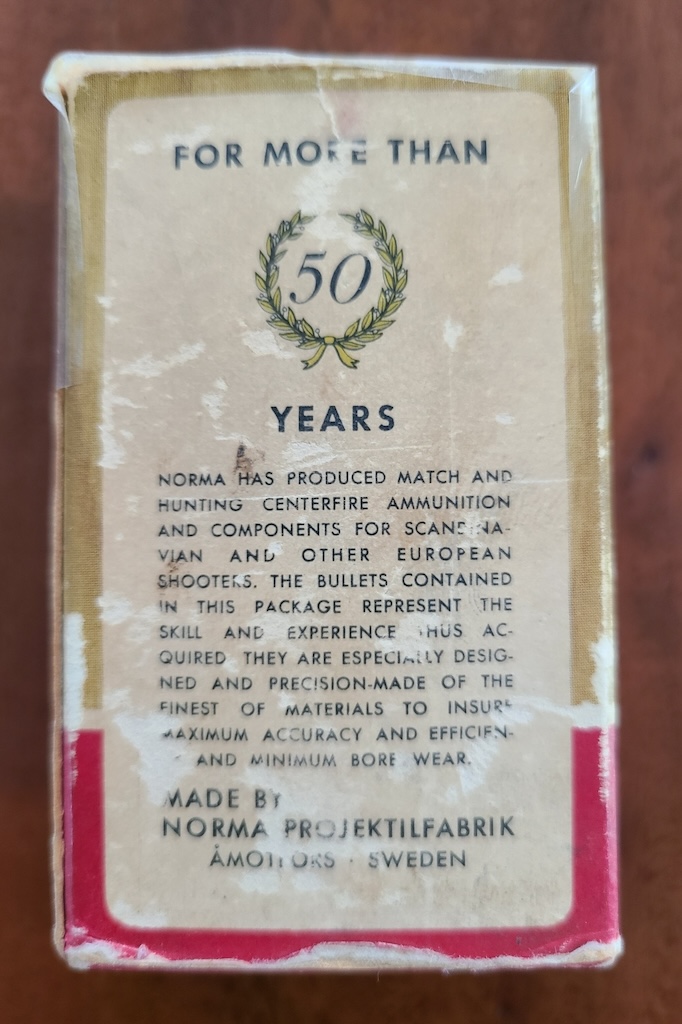 FOR MORE THAN
50
YEARS
NORMA HAS PRODUCED MATCH AND
HUNTING CENTERFIRE AMMUNITION
AND COMPONENTS FOR SCANDINA-
VIAN AND OTHER EUROPEAN
SHOOTERS. THE BULLETS CONTAINED
IN THIS PACKAGE REPRESENT THE
SKILL AND EXPERIENCE THUS AC-
QUIRED THEY ARE ESPECIALLY DESIG-
NED AND PRECISION-MADE OF THE
FINEST OF MATERIALS TO INSURE
MAXIMUM ACCURACY AND EFFICIEN-
AND MINIMUM BORE WEAR.
MADE BY
NORMA PROJEKTILFABRIK
ÅMOTFORS · SWEDEN